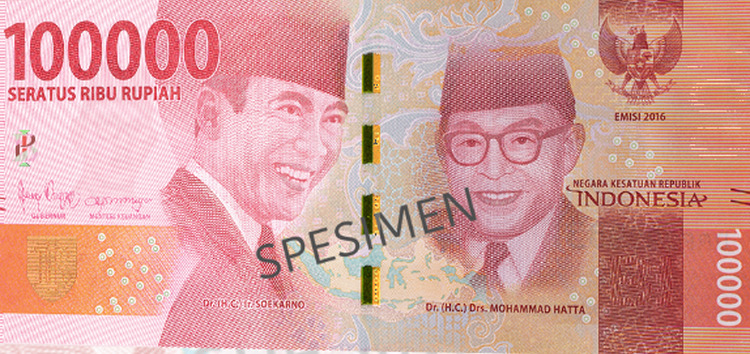 100000
SERATUS RIBU RUPIAH
EMISI 2016
NEGARA KESATUAN REPUBLIK
INDONESIA
GUBERNUR
MENTERI KEUANGAN
SPESIMEN
Dr. (H.C.) Ir. SOEKARNO
Dr. (H.C.) Drs. MOHAMMAD HATTA
100000